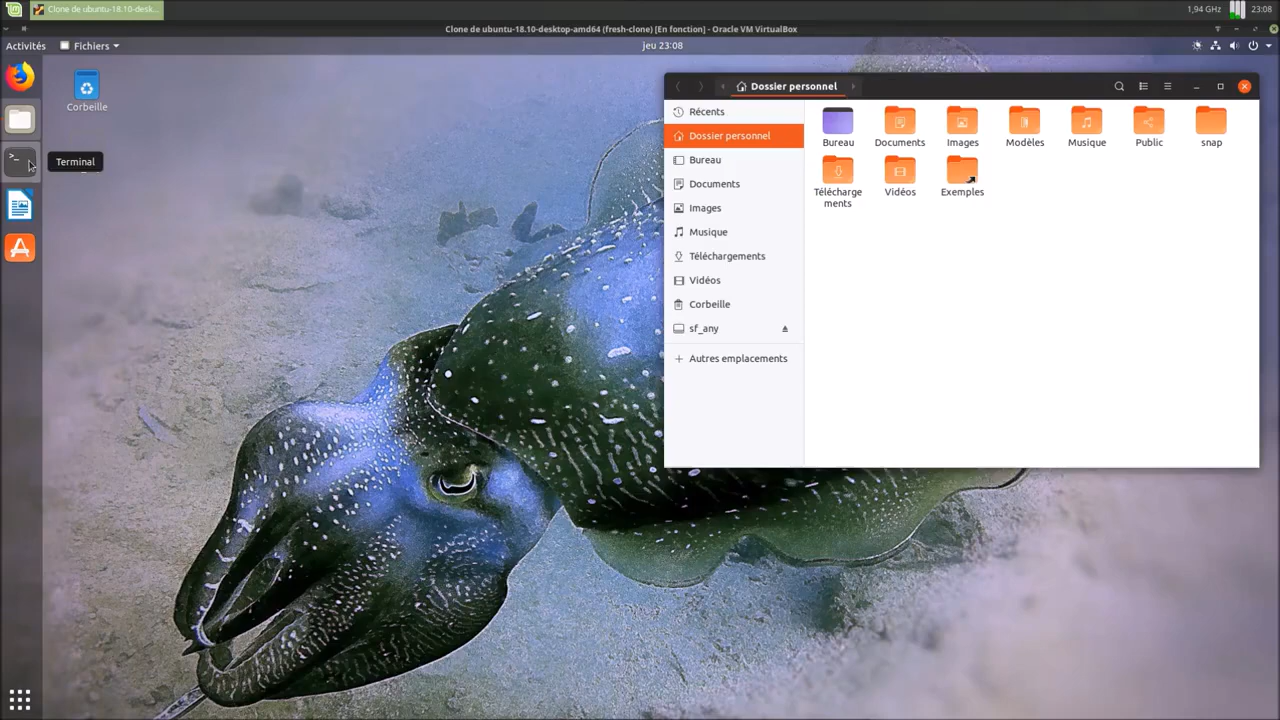 Clone de ubuntu-18.10-desk...
1,94 GHz
23:08
Clone de ubuntu-18.10-desktop-amd64 (fresh-clone) [En fonction] - Oracle VM VirtualBox
Activités
Fichiers
jeu 23:08
Corbeille
Terminal
Dossier personnel
Récents
Dossier personnel
Bureau
Documents
Images
Musique
Téléchargements
Vidéos
Corbeille
sf_any
Autres emplacements
Bureau
Documents
Images
Modèles
Musique
Public
snap
Télécharge
ments
Vidéos
Exemples